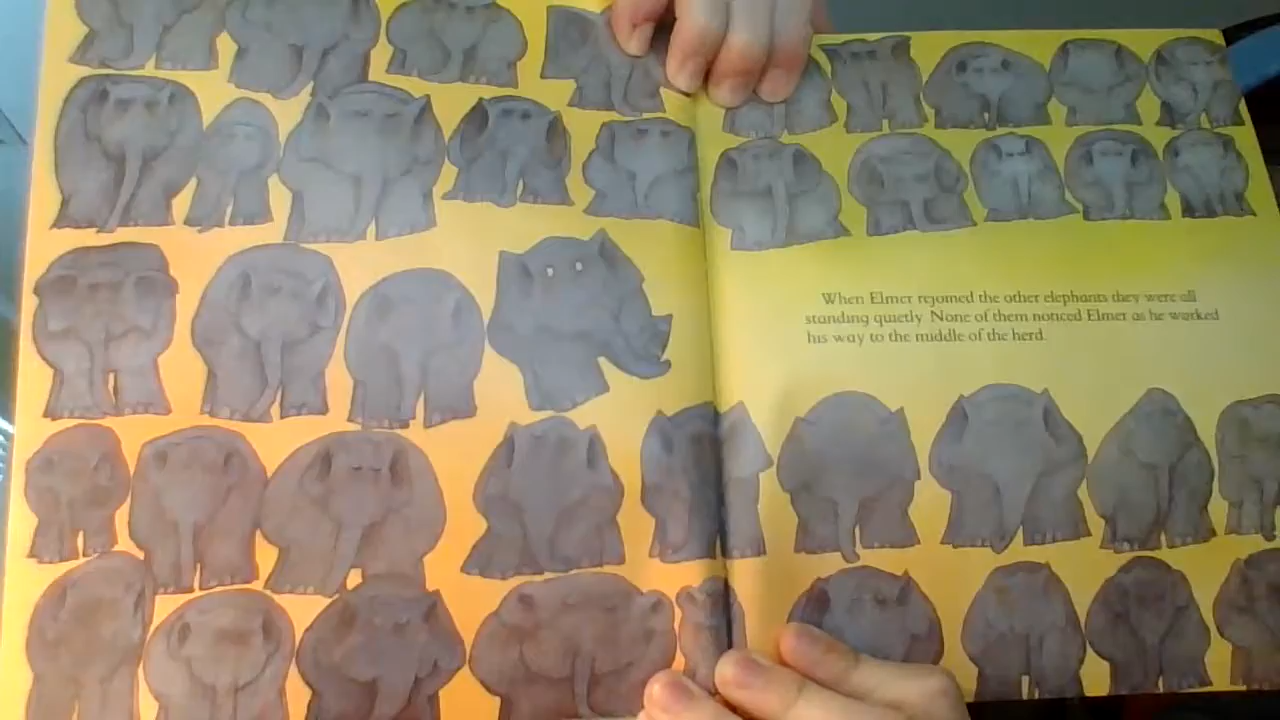 When Elmer rejoined the other elephants they were all
standing quietly. None of them noticed Elmer as he worked
his way to the middle of the herd.